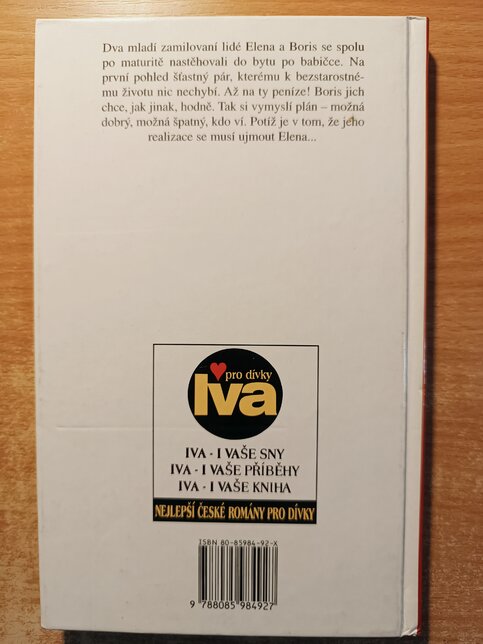 Dva mladí zamilovaní lidé Elena a Boris se spolu
po maturitě nastěhovali do bytu po babičce. Na
první pohled šťastný pár, kterému k bezstarostné-
mu životu nic nechybí. Až na ty peníze! Boris jich
chce, jak jinak, hodně. Tak si vymyslí plán – možná
dobrý, možná špatný, kdo ví. Potíž je v tom, že jeho
realizace se musí ujmout Elena...
pro dívky
Iva
IVA - I VAŠE SNY
IVA - I VAŠE PŘÍBĚHY
IVA - I VAŠE KNIHA
NEJLEPŠÍ ČESKÉ ROMÁNY PRO DÍVKY
ISBN 80-85984-92-X
9 788085 984927